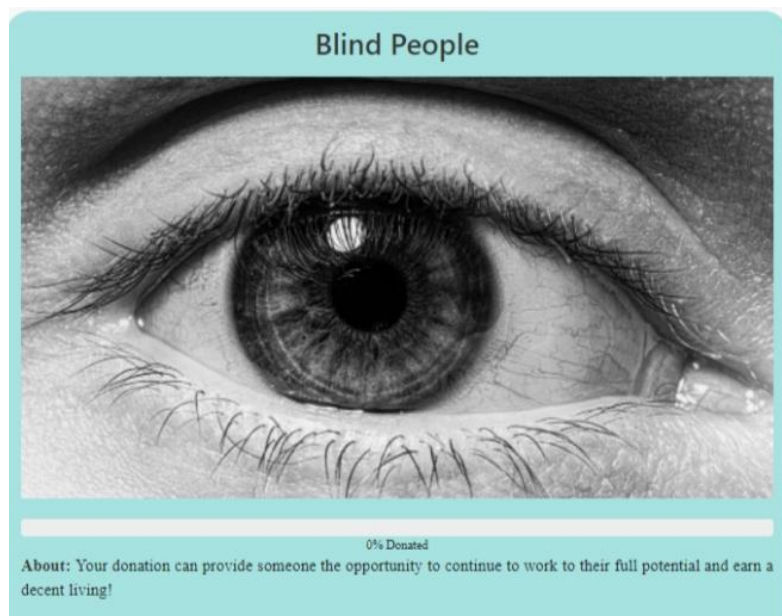 Blind People
0% Donated
About: Your donation can provide someone the opportunity to continue to work to their full potential and earn a
decent living!